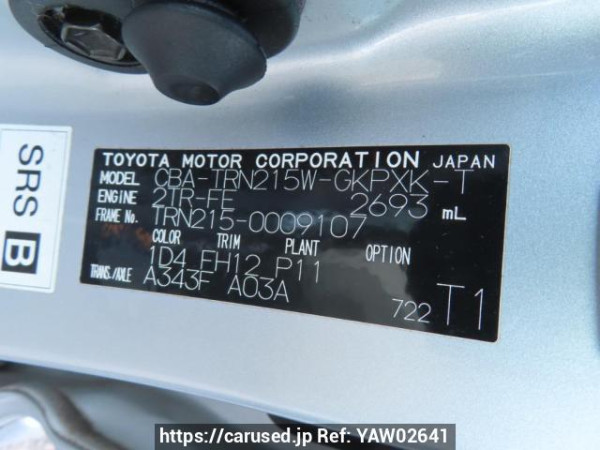 TOYOTA MOTOR CORPORATION JAPAN
MODEL CBA-TRN215W-GKPXK-T
ENGINE 2TR-FE 2693 mL
FRAME No. TRN215-0009107
COLOR TRIM PLANT OPTION
1D4 FH12 P11
TRANS./AXLE A343F A03A
722 T1
SRS B
https://carused.jp Ref: YAW02641